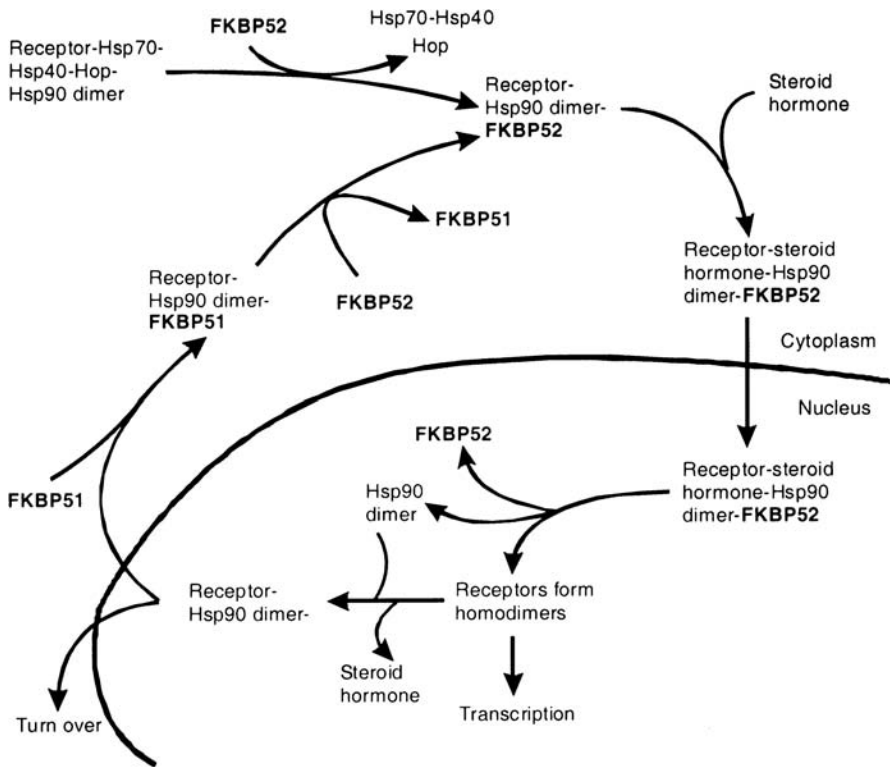 FKBP52
Hsp70-Hsp40
Hop
Receptor-Hsp70-
Hsp40-Hop-
Hsp90 dimer
Receptor-
Hsp90 dimer-
FKBP52
Steroid
hormone
FKBP51
FKBP52
Receptor-
Hsp90 dimer-
FKBP51
Receptor-steroid
hormone-Hsp90
dimer-FKBP52
Cytoplasm
Nucleus
FKBP51
FKBP52
Hsp90
dimer
Receptor-steroid
hormone-Hsp90
dimer-FKBP52
Receptor-
Hsp90 dimer-
Receptors form
homodimers
Steroid
hormone
Turn over
Transcription